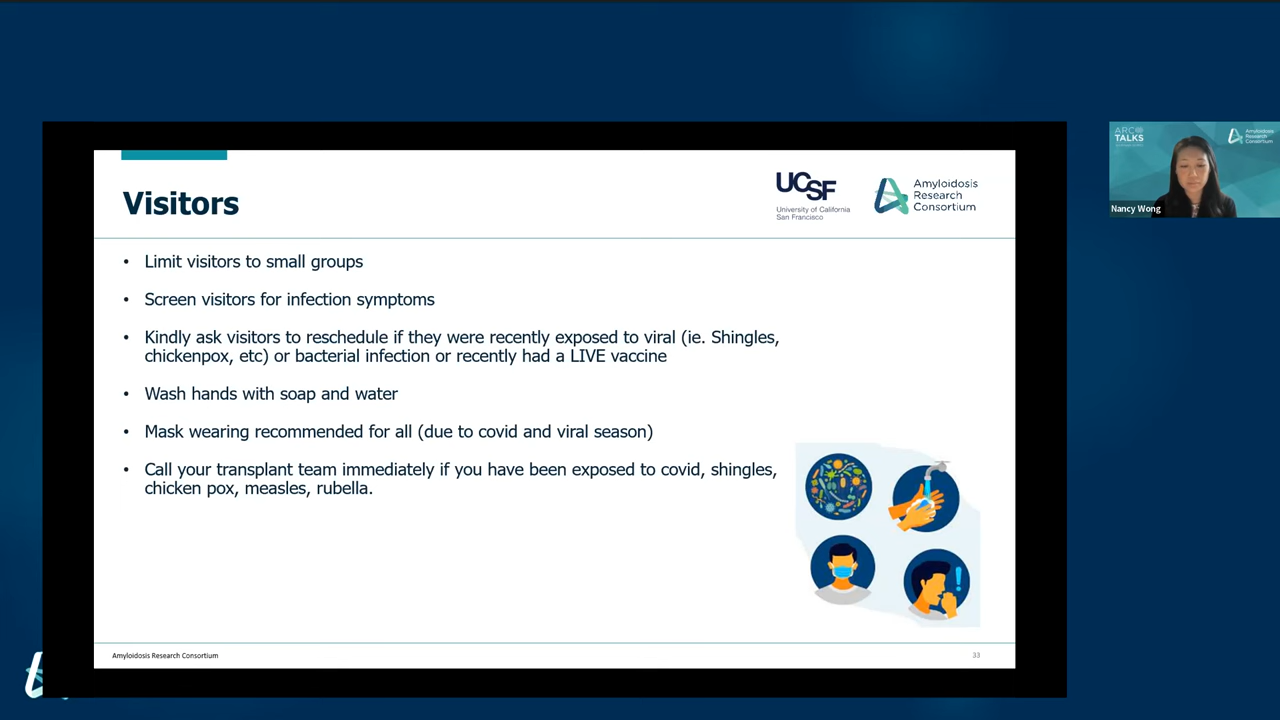 Visitors
UCSF
University of California
San Francisco
Amyloidosis
Research
Consortium
• Limit visitors to small groups
• Screen visitors for infection symptoms
• Kindly ask visitors to reschedule if they were recently exposed to viral (ie. Shingles,
chickenpox, etc) or bacterial infection or recently had a LIVE vaccine
• Wash hands with soap and water
• Mask wearing recommended for all (due to covid and viral season)
• Call your transplant team immediately if you have been exposed to covid, shingles,
chicken pox, measles, rubella.
!
Amyloidosis Research Consortium
33
ARC
TALKS
Amyloidosis
Research
Consortium
Nancy Wong